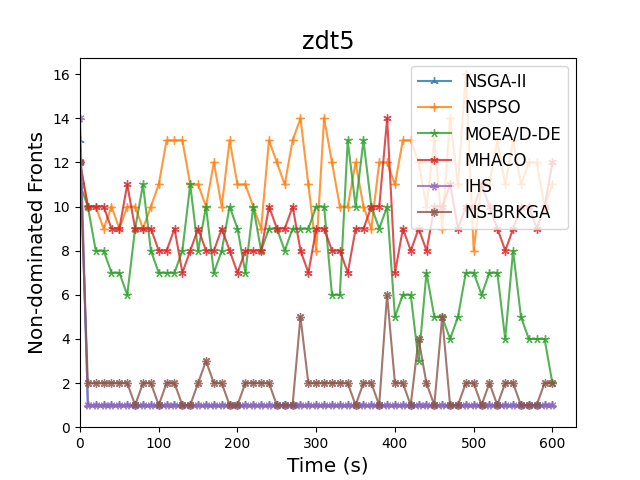 zdt5
Non-dominated Fronts
16
14
12
10
8
6
4
2
0
NSGA-II
NSPSO
MOEA/D-DE
MHACO
IHS
NS-BRKGA
0 100 200 300 400 500 600
Time (s)